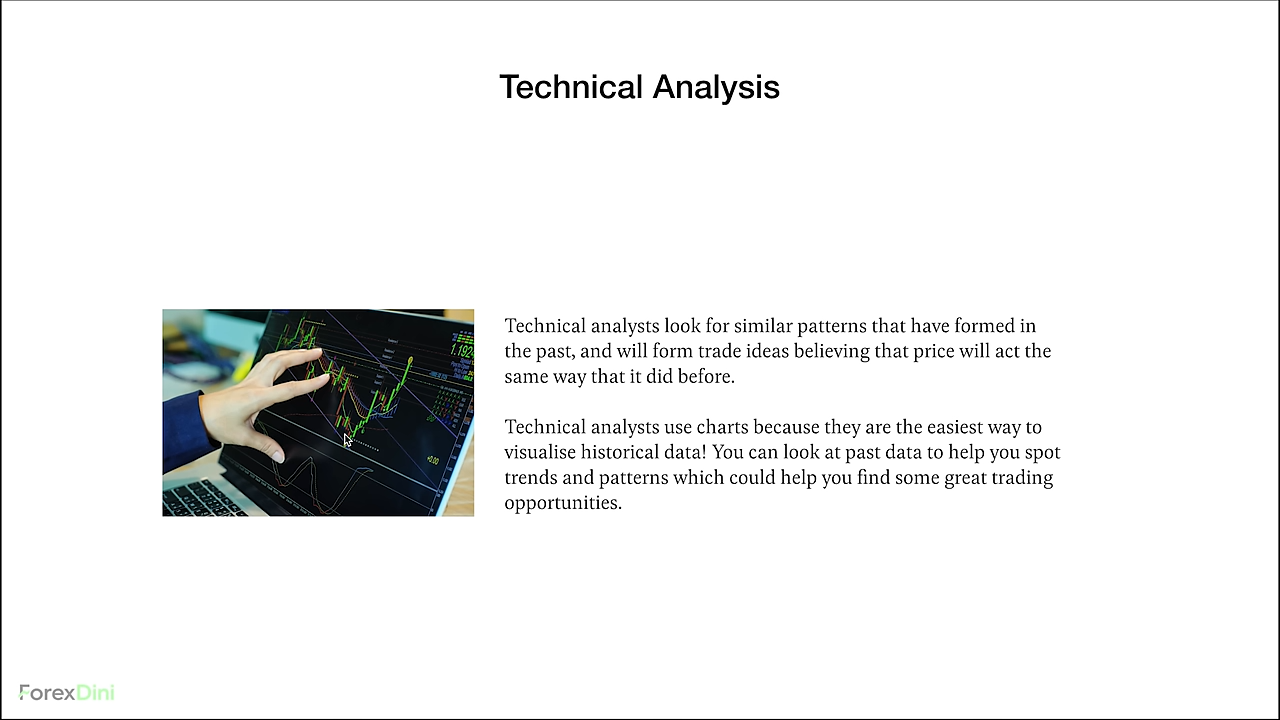 Technical Analysis
Technical analysts look for similar patterns that have formed in
the past, and will form trade ideas believing that price will act the
same way that it did before.
Technical analysts use charts because they are the easiest way to
visualise historical data! You can look at past data to help you spot
trends and patterns which could help you find some great trading
opportunities.
ForexDini